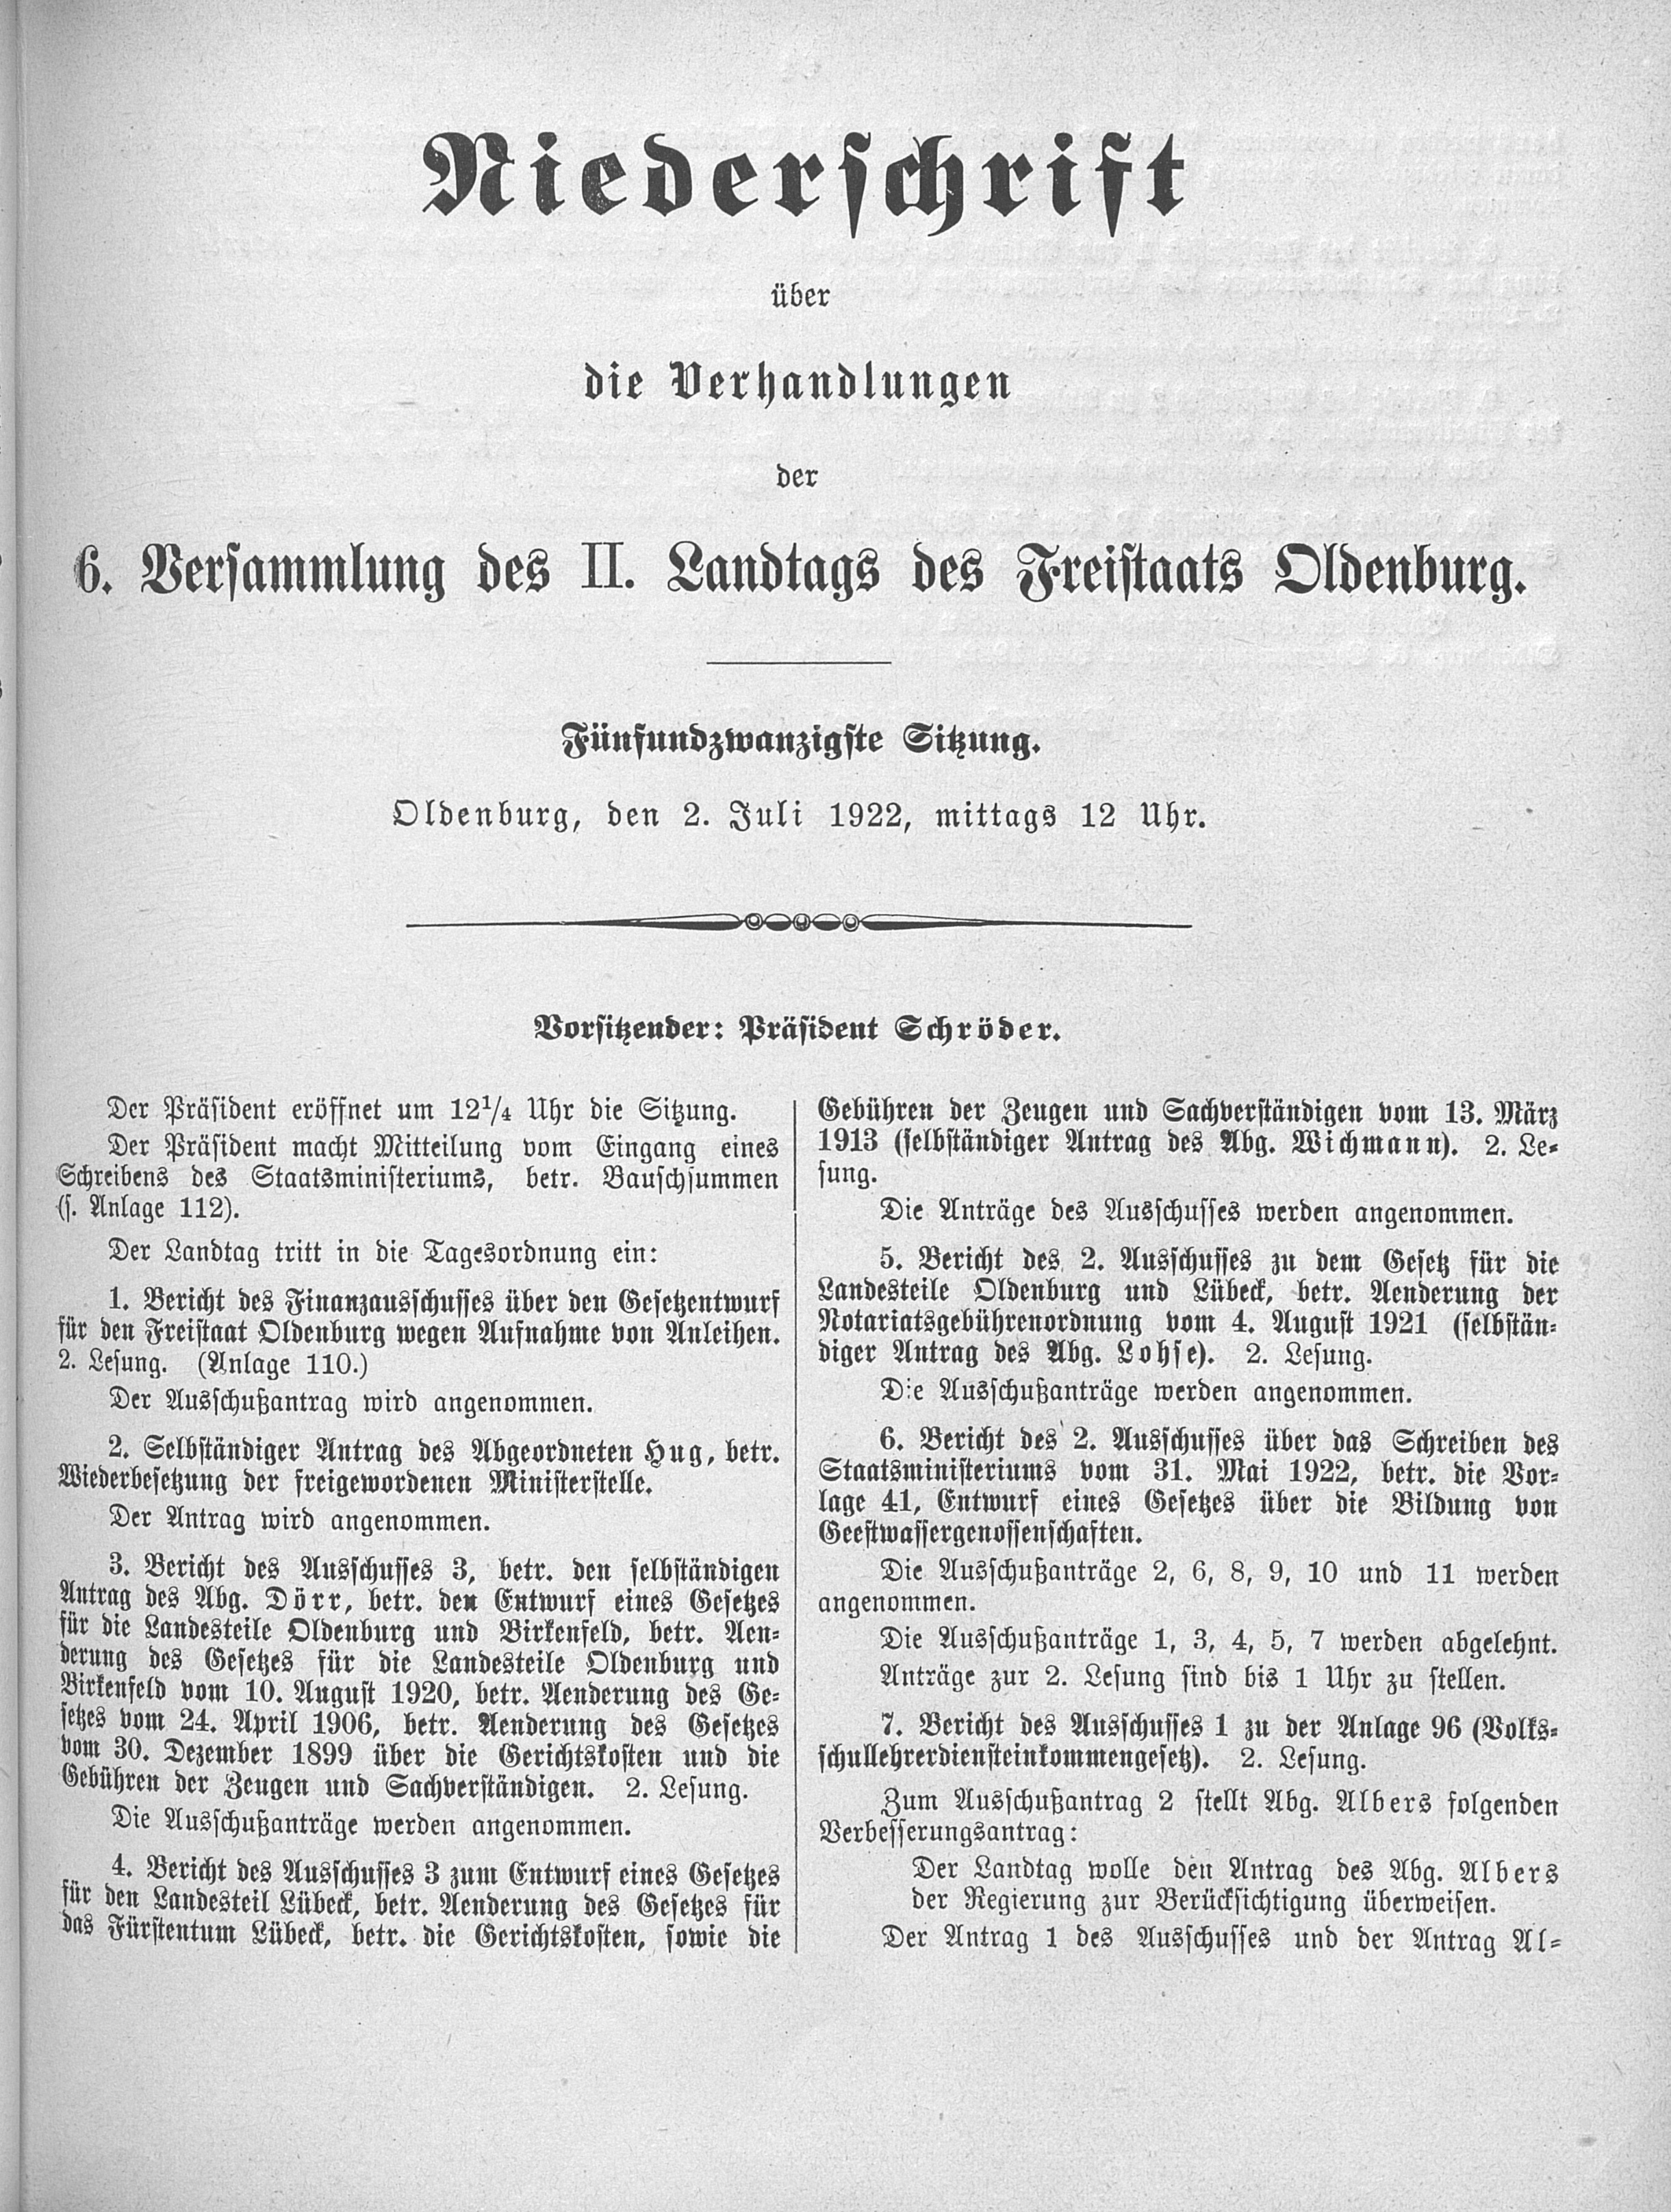 Niederschrift
über
die Verhandlungen
der
6. Versammlung des II. Landtags des Freistaats Oldenburg.
Fünfundzwanzigste Sitzung.
Oldenburg, den 2. Juli 1922, mittags 12 Uhr.
Vorsitzender: Präsident Schröder.
Der Präsident eröffnet um 12¼ Uhr die Sitzung.
Der Präsident macht Mitteilung vom Eingang eines
Schreibens des Staatsministeriums, betr. Bauschsummen
(s. Anlage 112).
Der Landtag tritt in die Tagesordnung ein:
1. Bericht des Finanzausschusses über den Gesetzentwurf
für den Freistaat Oldenburg wegen Aufnahme von Anleihen.
2. Lesung. (Anlage 110.)
Der Ausschußantrag wird angenommen.
2. Selbständiger Antrag des Abgeordneten Hug, betr.
Wiederbesetzung der freigewordenen Ministerstelle.
Der Antrag wird angenommen.
3. Bericht des Ausschusses 3, betr. den selbständigen
Antrag des Abg. Dörr, betr. den Entwurf eines Gesetzes
für die Landesteile Oldenburg und Birkenfeld, betr. Aen-
derung des Gesetzes für die Landesteile Oldenburg und
Birkenfeld vom 10. August 1920, betr. Aenderung des Ge-
setzes vom 24. April 1906, betr. Aenderung des Gesetzes
vom 30. Dezember 1899 über die Gerichtskosten und die
Gebühren der Zeugen und Sachverständigen. 2. Lesung.
Die Ausschußanträge werden angenommen.
4. Bericht des Ausschusses 3 zum Entwurf eines Gesetzes
für den Landesteil Lübeck, betr. Aenderung des Gesetzes für
das Fürstentum Lübeck, betr. die Gerichtskosten, sowie die
Gebühren der Zeugen und Sachverständigen vom 13. März
1913 (selbständiger Antrag des Abg. Wichmann). 2. Le-
sung.
Die Anträge des Ausschusses werden angenommen.
5. Bericht des 2. Ausschusses zu dem Gesetz für die
Landesteile Oldenburg und Lübeck, betr. Aenderung der
Notariatsgebührenordnung vom 4. August 1921 (selbstän-
diger Antrag des Abg. Lohse). 2. Lesung.
Die Ausschußanträge werden angenommen.
6. Bericht des 2. Ausschusses über das Schreiben des
Staatsministeriums vom 31. Mai 1922, betr. die Vor-
lage 41, Entwurf eines Gesetzes über die Bildung von
Geestwassergenossenschaften.
Die Ausschußanträge 2, 6, 8, 9, 10 und 11 werden
angenommen.
Die Ausschußanträge 1, 3, 4, 5, 7 werden abgelehnt.
Anträge zur 2. Lesung sind bis 1 Uhr zu stellen.
7. Bericht des Ausschusses 1 zu der Anlage 96 (Volks-
schullehrerdiensteinkommengesetz). 2. Lesung.
Zum Ausschußantrag 2 stellt Abg. Albers folgenden
Verbesserungsantrag:
Der Landtag wolle den Antrag des Abg. Albers
der Regierung zur Berücksichtigung überweisen.
Der Antrag 1 des Ausschusses und der Antrag Al-